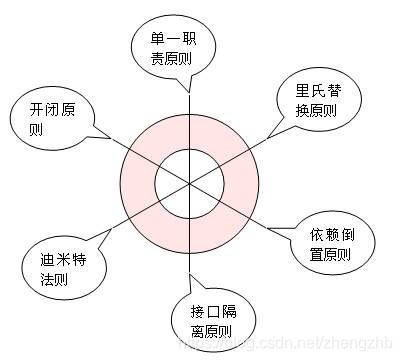 单一职
责原则
里氏替
换原则
开闭原
则
依赖倒
置原则
迪米特
法则
接口隔
离原则
https://blog.csdn.net/zhengzhb